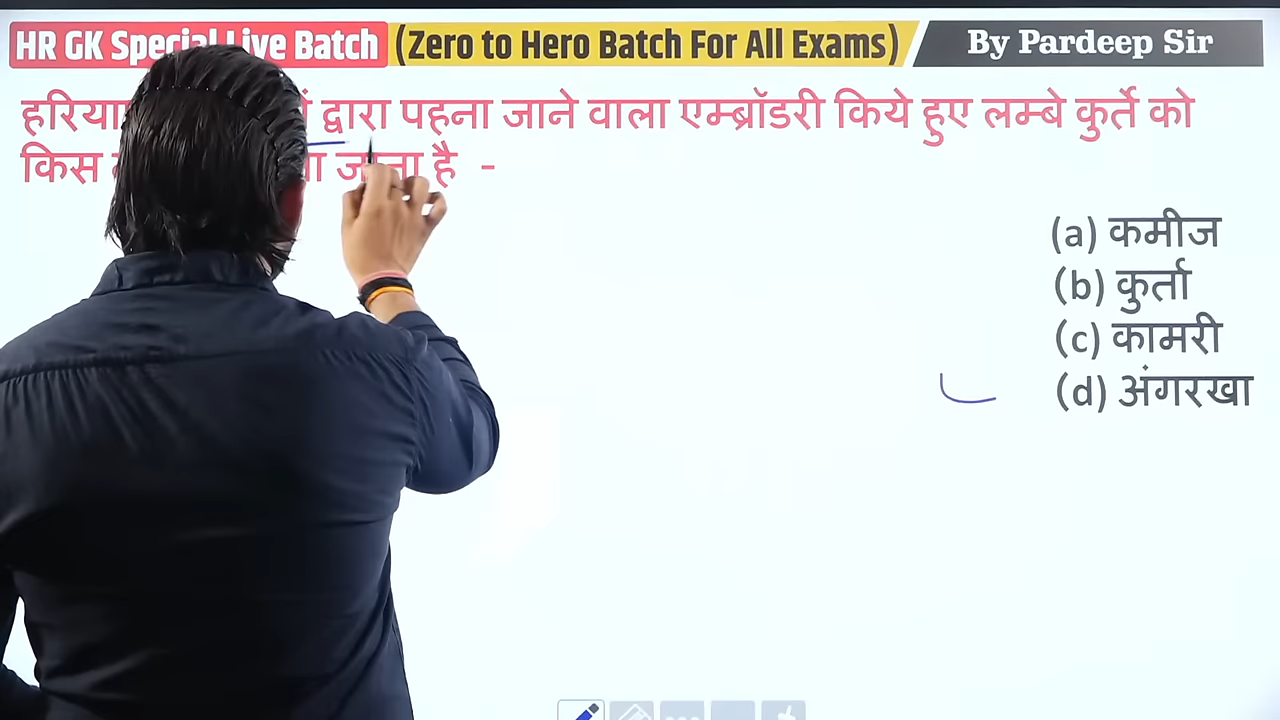 HR GK Special Live Batch (Zero to Hero Batch For All Exams) By Pardeep Sir
द्वारा पहना जाने वाला एम्ब्रॉडरी किये हुए लम्बे कुर्ते को
किस जाता है -
(a) कमीज
(b) कुर्ता
(c) कामरी
(d) अंगरखा